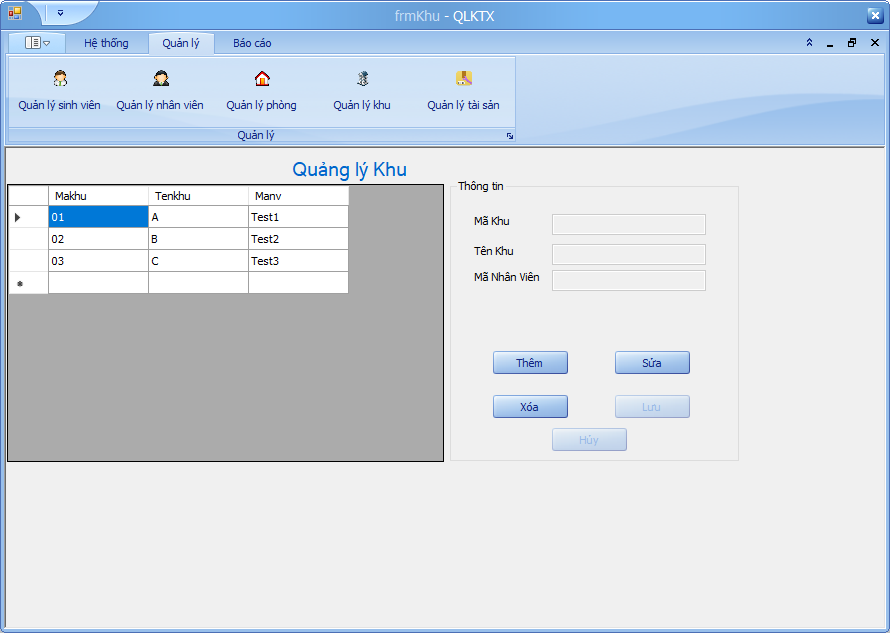 frmKhu - QLKTX
Hệ thống Quản lý Báo cáo
Quản lý sinh viên Quản lý nhân viên Quản lý phòng Quản lý khu Quản lý tài sản
Quản lý
Quảng lý Khu
Makhu Tenkhu Manv
01 A Test1
02 B Test2
03 C Test3
Thông tin
Mã Khu
Tên Khu
Mã Nhân Viên
Thêm Sửa
Xóa Lưu
Hủy